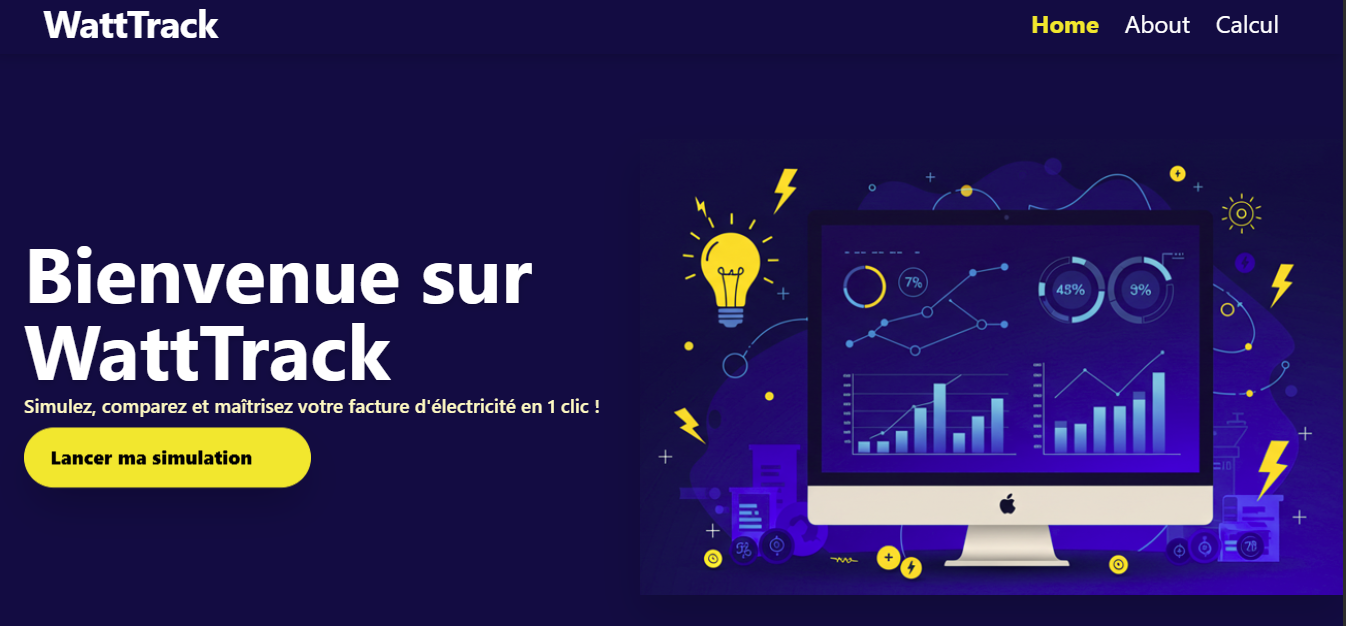 WattTrack
Home About Calcul
Bienvenue sur
WattTrack
Simulez, comparez et maîtrisez votre facture d'électricité en 1 clic !
Lancer ma simulation
7%
9%